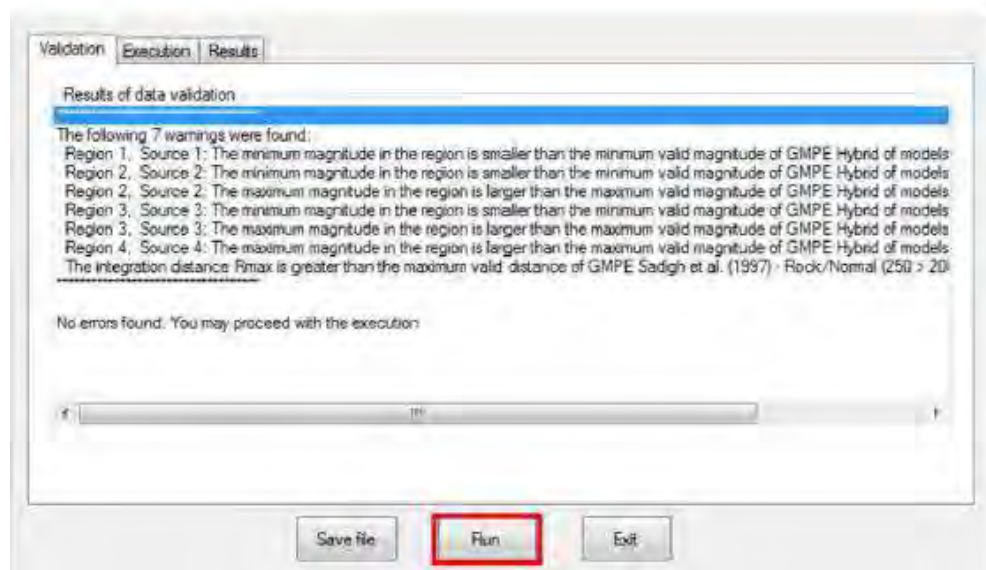 Validation Execution Results
Results of data validation
The following 7 warnings were found:
Region 1, Source 1: The minimum magnitude in the region is smaller than the minimum valid magnitude of GMPE Hybrid of models
Region 2, Source 2: The minimum magnitude in the region is smaller than the minimum valid magnitude of GMPE Hybrid of models
Region 2, Source 2: The maximum magnitude in the region is larger than the maximum valid magnitude of GMPE Hybrid of models
Region 3, Source 3: The minimum magnitude in the region is smaller than the minimum valid magnitude of GMPE Hybrid of models
Region 3, Source 3: The maximum magnitude in the region is larger than the maximum valid magnitude of GMPE Hybrid of models
Region 4, Source 4: The maximum magnitude in the region is larger than the maximum valid magnitude of GMPE Hybrid of models
The integration distance Rmax is greater than the maximum valid distance of GMPE Sadigh et al. (1997) - Rock/Normal (250 > 20
No errors found. You may proceed with the execution
Save file Run Exit